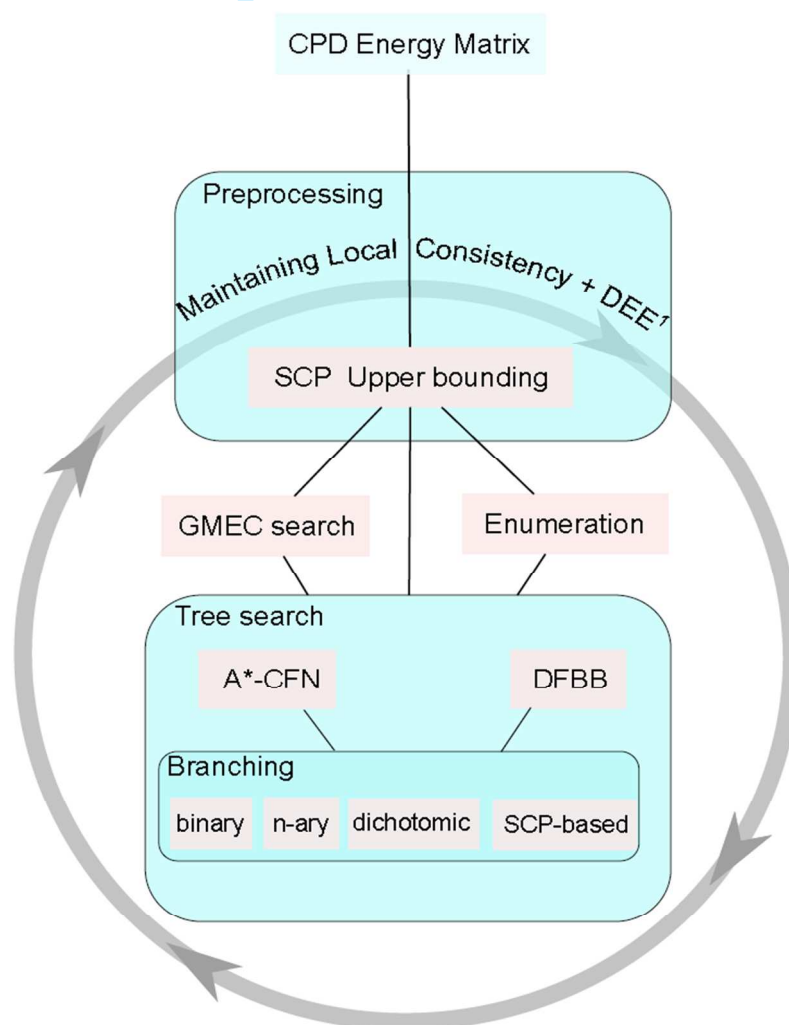 CPD Energy Matrix
Preprocessing
Maintaining Local Consistency + DEE¹
SCP Upper bounding
GMEC search
Enumeration
Tree search
A*-CFN
DFBB
Branching
binary
n-ary
dichotomic
SCP-based